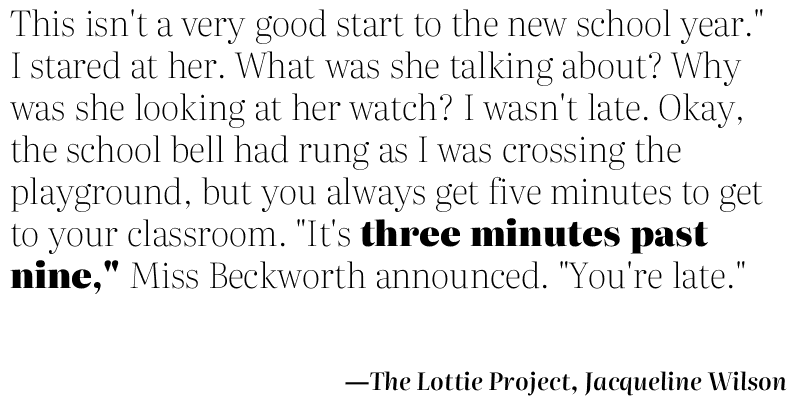 This isn't a very good start to the new school year."
I stared at her. What was she talking about? Why
was she looking at her watch? I wasn't late. Okay,
the school bell had rung as I was crossing the
playground, but you always get five minutes to get
to your classroom. "It's three minutes past
nine," Miss Beckworth announced. "You're late."
—The Lottie Project, Jacqueline Wilson